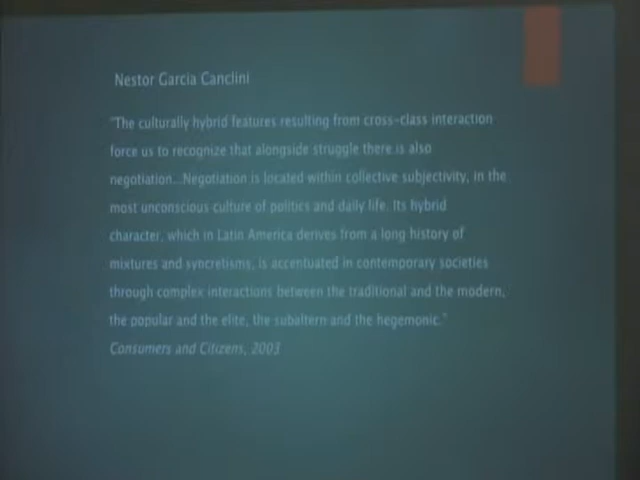 Nestor Garcia Canclini
"The culturally hybrid features resulting from cross-class interaction
force us to recognize that alongside struggle there is also
negotiation...Negotiation is located within collective subjectivity, in the
most unconscious culture of politics and daily life. Its hybrid
character, which in Latin America derives from a long history of
mixtures and syncretisms, is accentuated in contemporary societies
through complex interactions between the traditional and the modern,
the popular and the elite, the subaltern and the hegemonic."
Consumers and Citizens, 2003